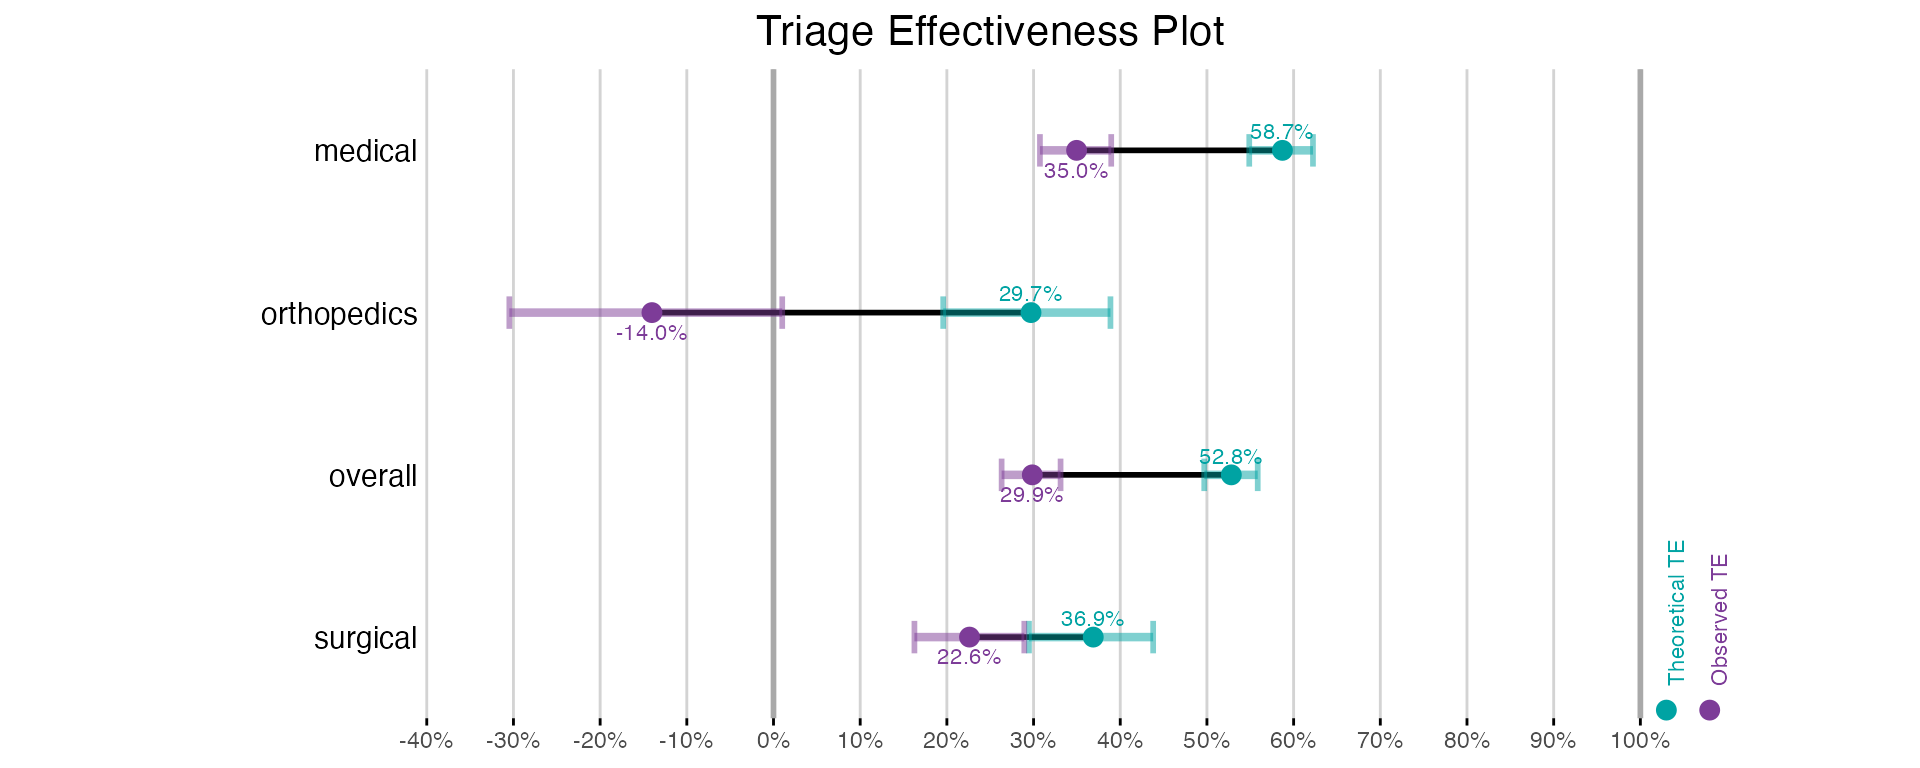 Triage Effectiveness Plot
medical
58.7%
35.0%
orthopedics
29.7%
-14.0%
overall
52.8%
29.9%
surgical
36.9%
22.6%
Theoretical TE
Observed TE
-40% -30% -20% -10% 0% 10% 20% 30% 40% 50% 60% 70% 80% 90% 100%